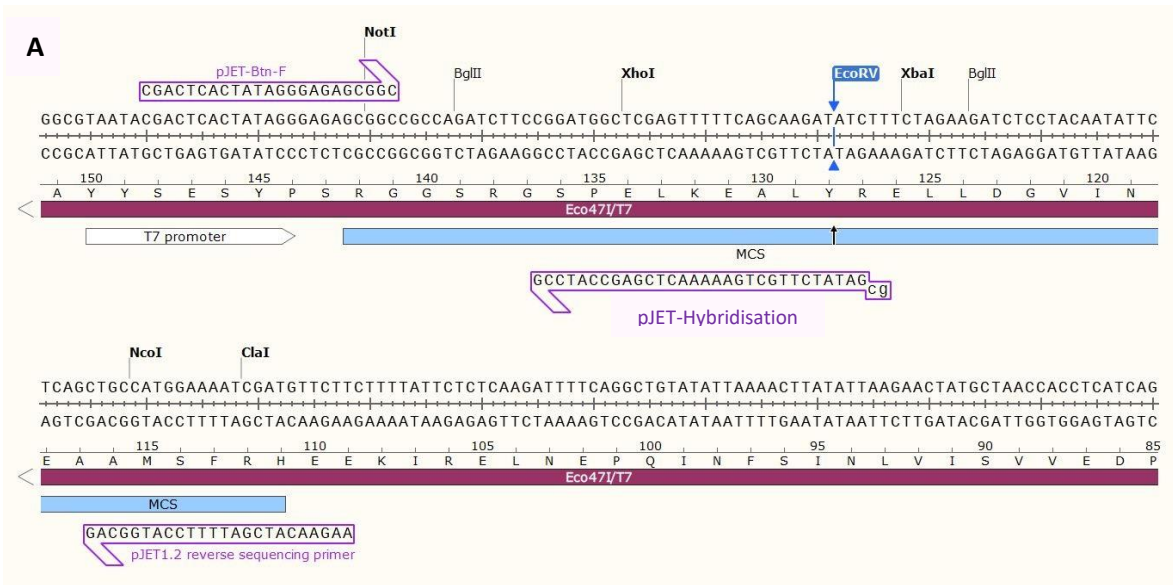 A
NotI
pJET-Btn-F
BglII
XhoI
EcoRV
XbaI
BglII
CGACTCACTATAGGGAGAGCGGC
GGCGTAATACGACTCACTATAGGGAGAGCGGCCGCCAGATCTTCCGGATGGCTCGAGTTTTTCAGCAAGATATCTTTCTAGAAGATCTCCTACAATATTC
CCGCATTATGCTGAGTGATATCCCTCTCGCCGGCGGTCTAGAAGGCCTACCGAGCTCAAAAAGTCGTTCTATAGAAAGATCTTCTAGAGGATGTTATAAG
150 145 140 135 130 125 120
A Y Y S E S Y P S R G G S R G S P E L K E A L Y R E L L D G V I N
Eco47I/T7
T7 promoter
MCS
GCCTACCGAGCTCAAAAAGTCGTTCTATAGcg
pJET-Hybridisation
NcoI
ClaI
TCAGCTGCCATGGAAAATCGATGTTCTTCTTTTATTCTCTCAAGATTTTCAGGCTGTATATTAAAACTTATATTAAGAACTATGCTAACCACCTCATCAG
AGTCGACGGTACCTTTTAGCTACAAGAAGAAAATAAGAGAGTTCTAAAAGTCCGACATATAATTTTGAATATAATTCTTGATACGATTGGTGGAGTAGTC
115 110 105 100 95 90 85
E A A M S F R H E E K I R E L N E P Q I N F S I N L V I S V V E D P
Eco47I/T7
MCS
GACGGTACCTTTTAGCTACAAGAA
pJET1.2 reverse sequencing primer